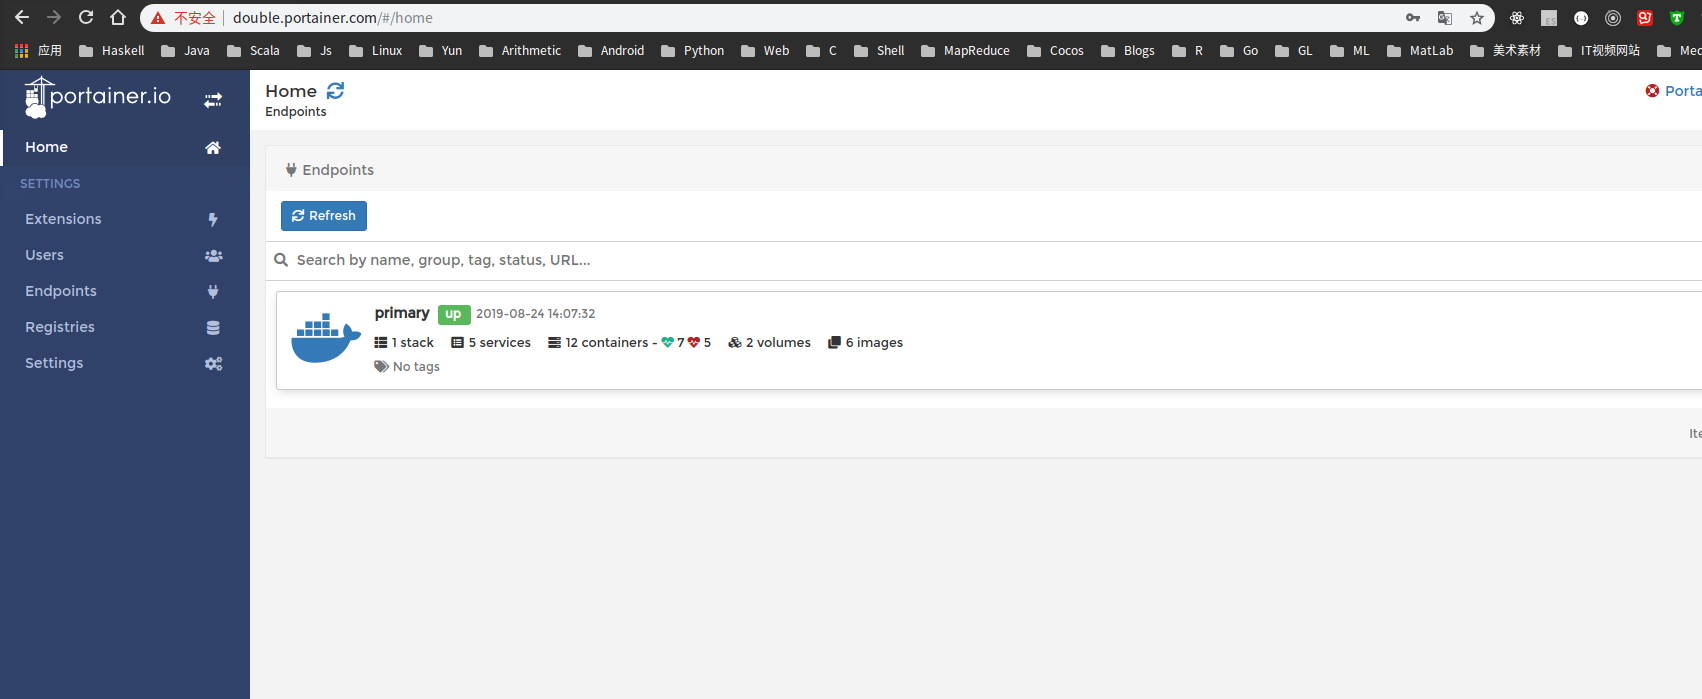 不安全 double.portainer.com/#/home
应用 Haskell Java Scala Js Linux Yun Arithmetic Android Python Web C Shell MapReduce Cocos Blogs R Go GL ML MatLab 美术素材 IT视频网站 Mec
portainer.io
Home
SETTINGS
Extensions
Users
Endpoints
Registries
Settings
Home
Endpoints
Porta
Endpoints
Refresh
Search by name, group, tag, status, URL...
primary up 2019-08-24 14:07:32
1 stack 5 services 12 containers - 7 5 2 volumes 6 images
No tags
Ite